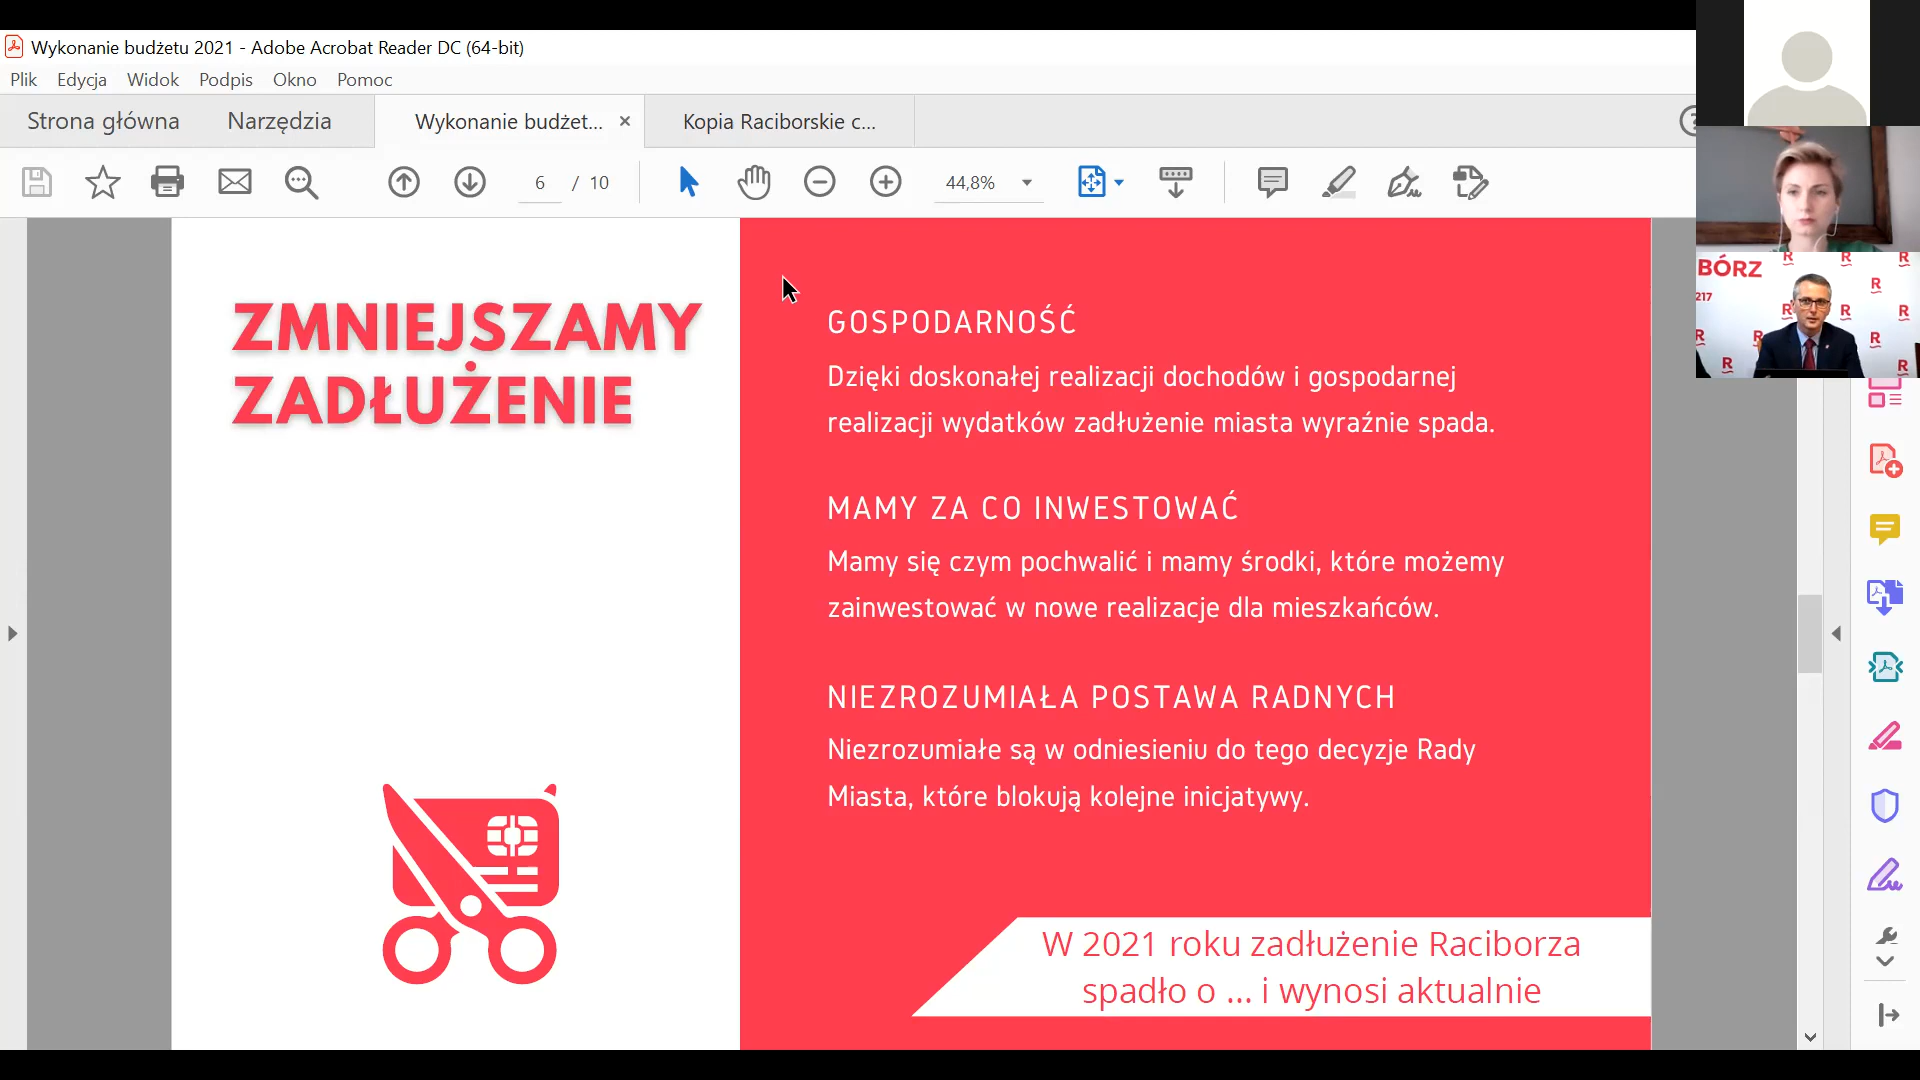 Wykonanie budżetu 2021 - Adobe Acrobat Reader DC (64-bit)
Plik Edycja Widok Podpis Okno Pomoc
Strona główna Narzędzia Wykonanie budżet... × Kopia Raciborskie c...
6 / 10 44,8%
BÓRZ
217
R R R
R
R R R
R R
R R
ZMNIEJSZAMY
ZADŁUŻENIE
GOSPODARNOŚĆ
Dzięki doskonałej realizacji dochodów i gospodarnej
realizacji wydatków zadłużenie miasta wyraźnie spada.
MAMY ZA CO INWESTOWAĆ
Mamy się czym pochwalić i mamy środki, które możemy
zainwestować w nowe realizacje dla mieszkańców.
NIEZROZUMIAŁA POSTAWA RADNYCH
Niezrozumiałe są w odniesieniu do tego decyzje Rady
Miasta, które blokują kolejne inicjatywy.
W 2021 roku zadłużenie Raciborza
spadło o ... i wynosi aktualnie